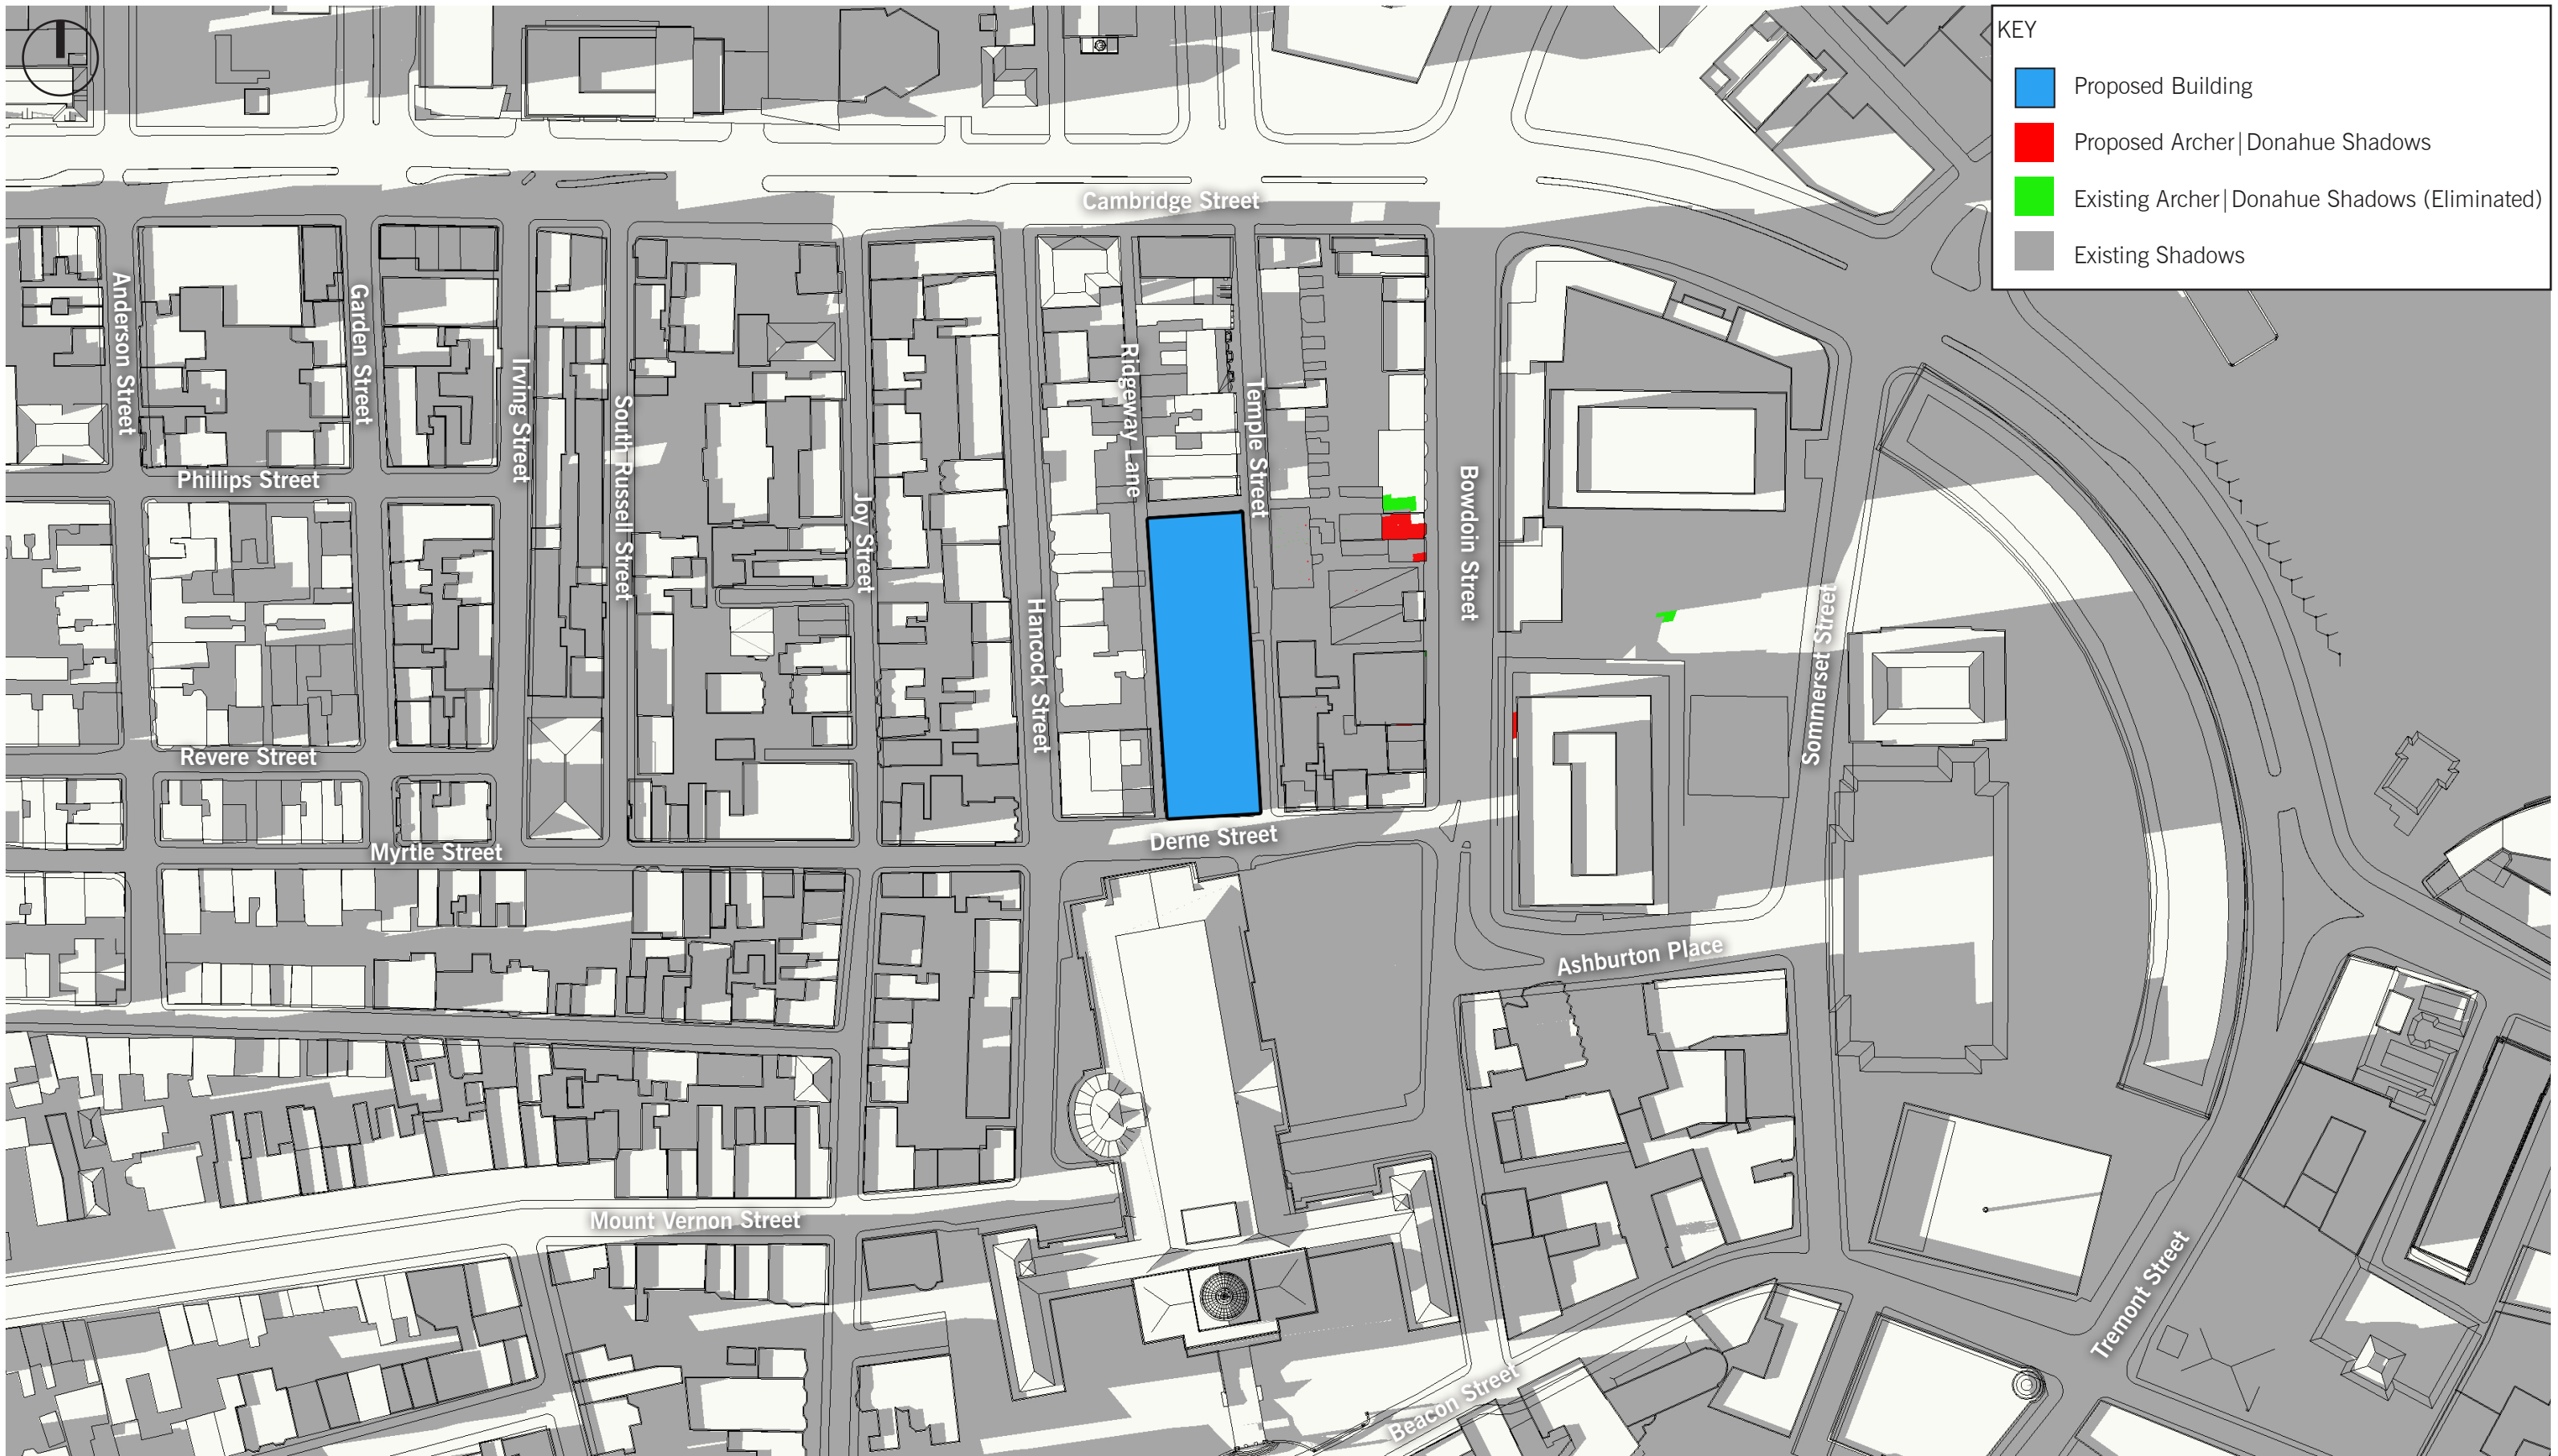 KEY
Proposed Building
Proposed Archer|Donahue Shadows
Existing Archer|Donahue Shadows (Eliminated)
Existing Shadows
Cambridge Street
Anderson Street
Garden Street
Irving Street
South Russell Street
Joy Street
Hancock Street
Ridgeway Lane
Temple Street
Bowdoin Street
Sommerset Street
Phillips Street
Revere Street
Myrtle Street
Derne Street
Ashburton Place
Mount Vernon Street
Beacon Street
Tremont Street